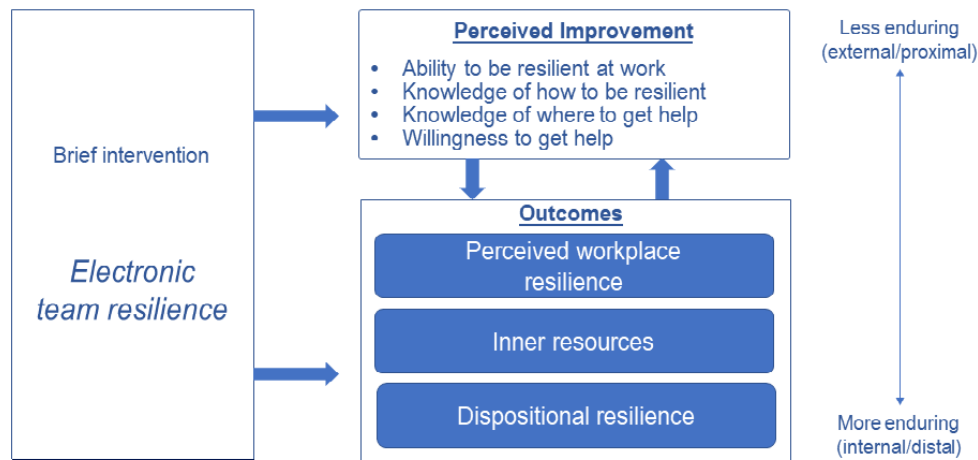 Brief intervention
Electronic
team resilience
Perceived Improvement
• Ability to be resilient at work
• Knowledge of how to be resilient
• Knowledge of where to get help
• Willingness to get help
Outcomes
Perceived workplace
resilience
Inner resources
Dispositional resilience
Less enduring
(external/proximal)
More enduring
(internal/distal)